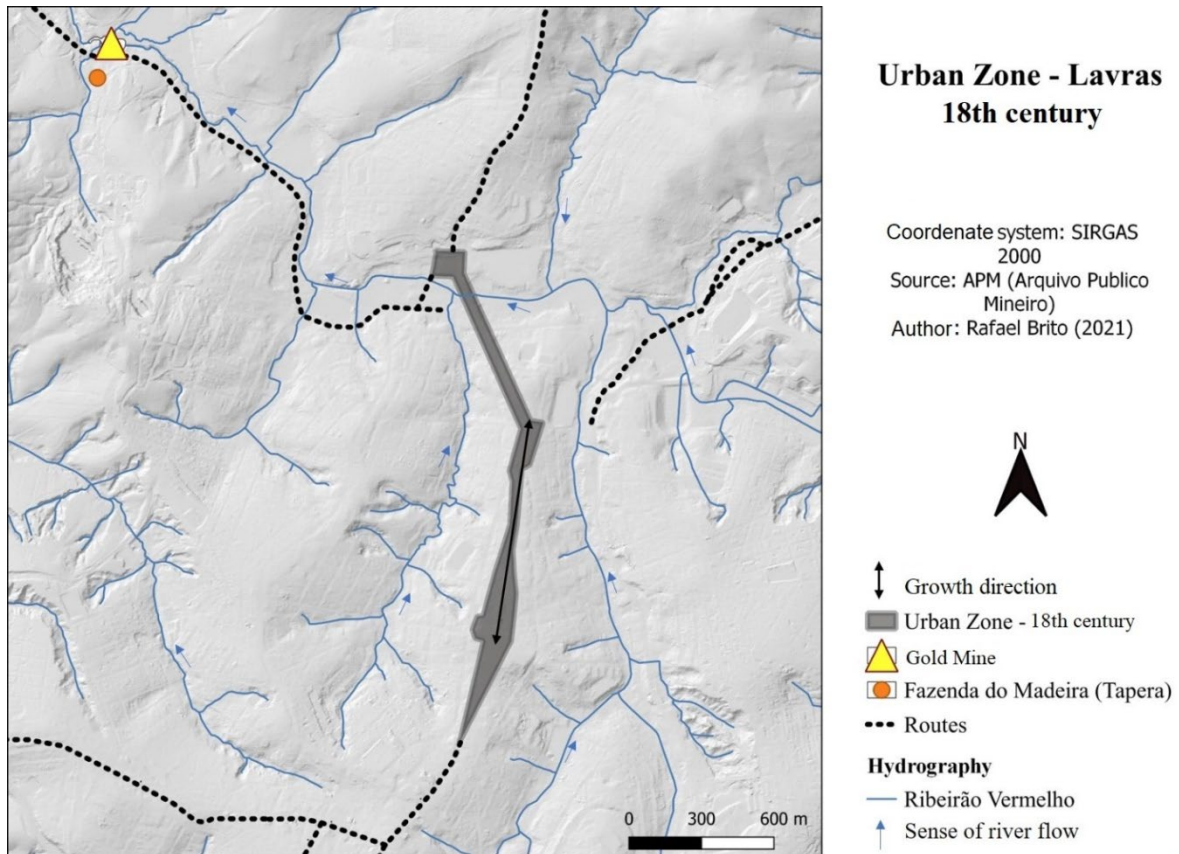 Urban Zone - Lavras
18th century
Coordenate system: SIRGAS
2000
Source: APM (Arquivo Publico
Mineiro)
Author: Rafael Brito (2021)
N
Growth direction
Urban Zone - 18th century
Gold Mine
Fazenda do Madeira (Tapera)
Routes
Hydrography
Ribeirão Vermelho
Sense of river flow
0 300 600 m